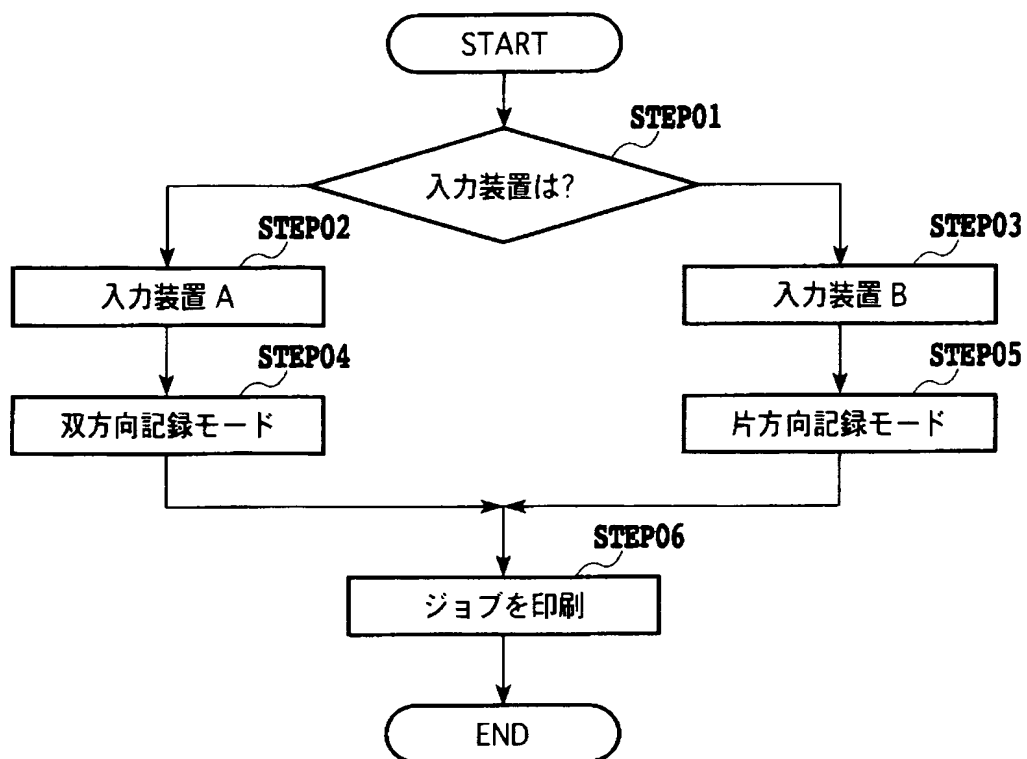 START
STEP01
入力装置は?
STEP02
入力装置 A
STEP03
入力装置 B
STEP04
双方向記録モード
STEP05
片方向記録モード
STEP06
ジョブを印刷
END